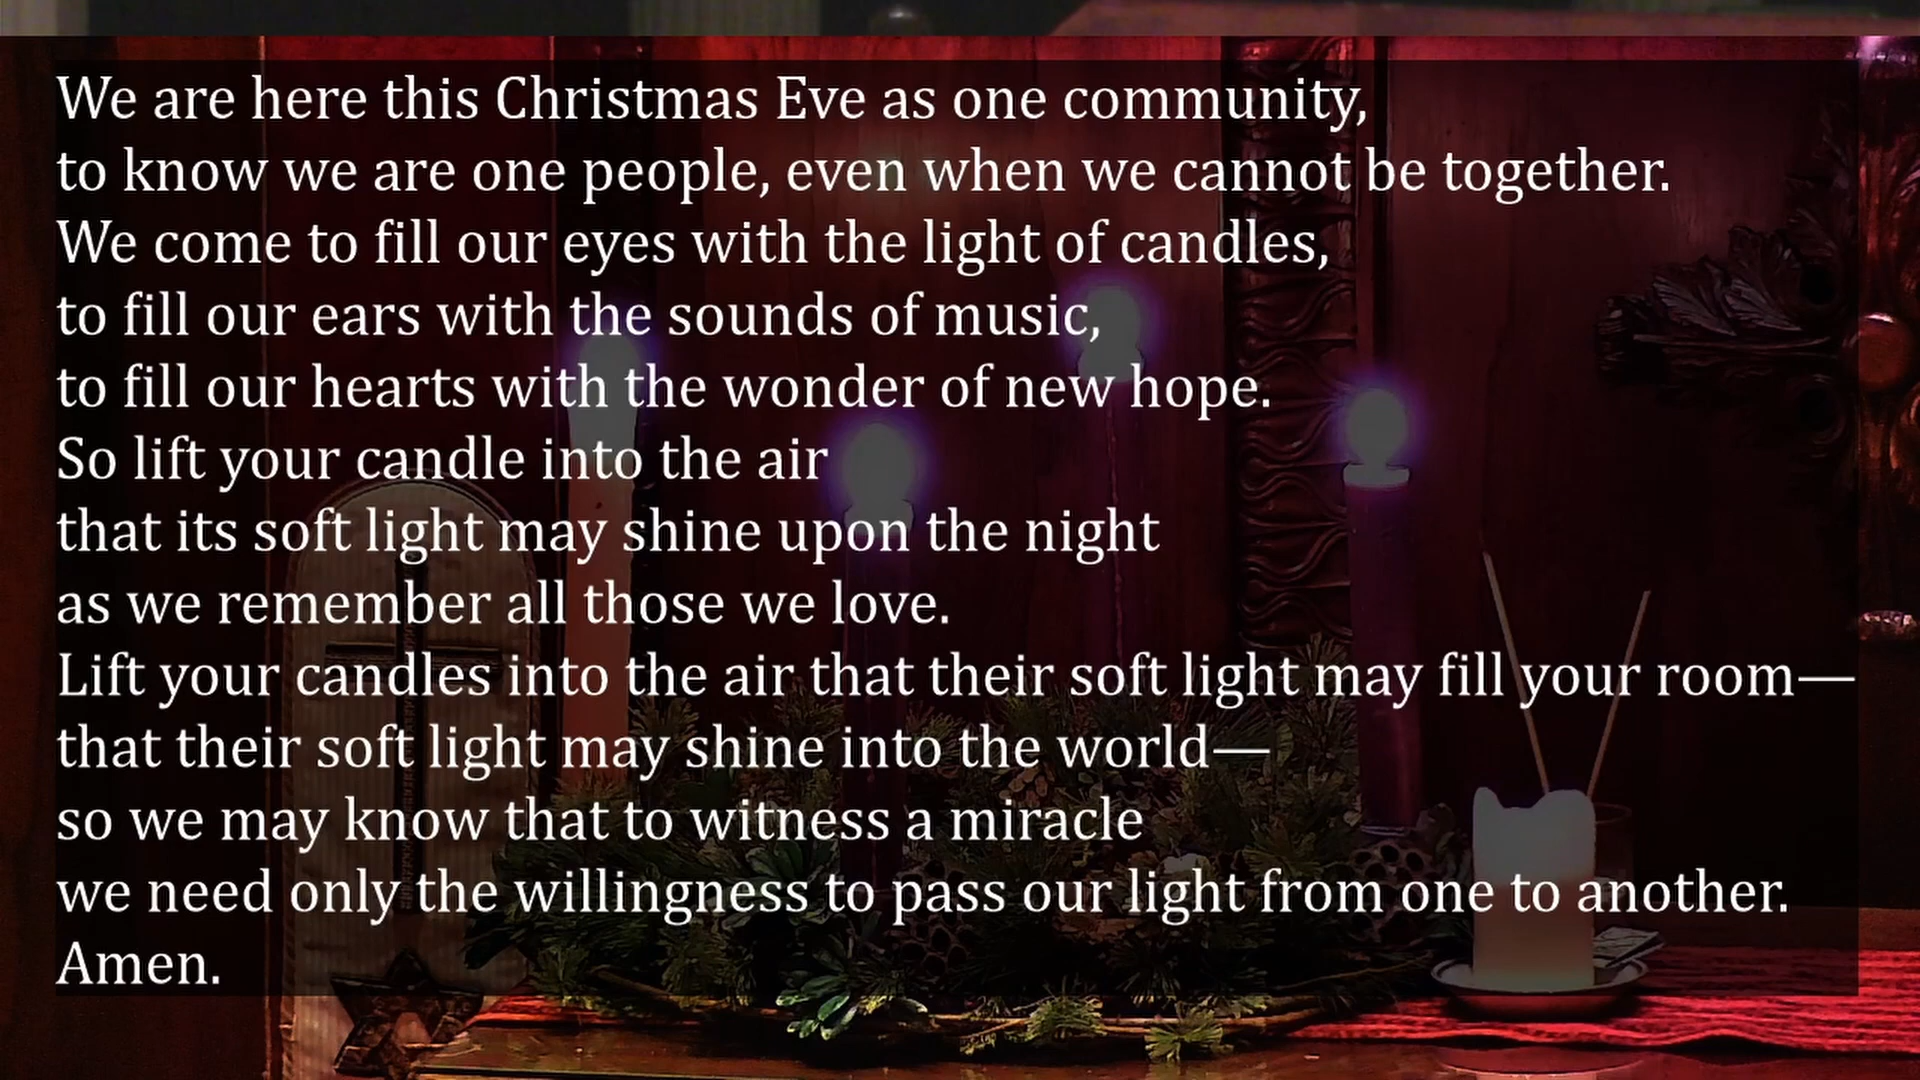 We are here this Christmas Eve as one community,
to know we are one people, even when we cannot be together.
We come to fill our eyes with the light of candles,
to fill our ears with the sounds of music,
to fill our hearts with the wonder of new hope.
So lift your candle into the air
that its soft light may shine upon the night
as we remember all those we love.
Lift your candles into the air that their soft light may fill your room—
that their soft light may shine into the world—
so we may know that to witness a miracle
we need only the willingness to pass our light from one to another.
Amen.